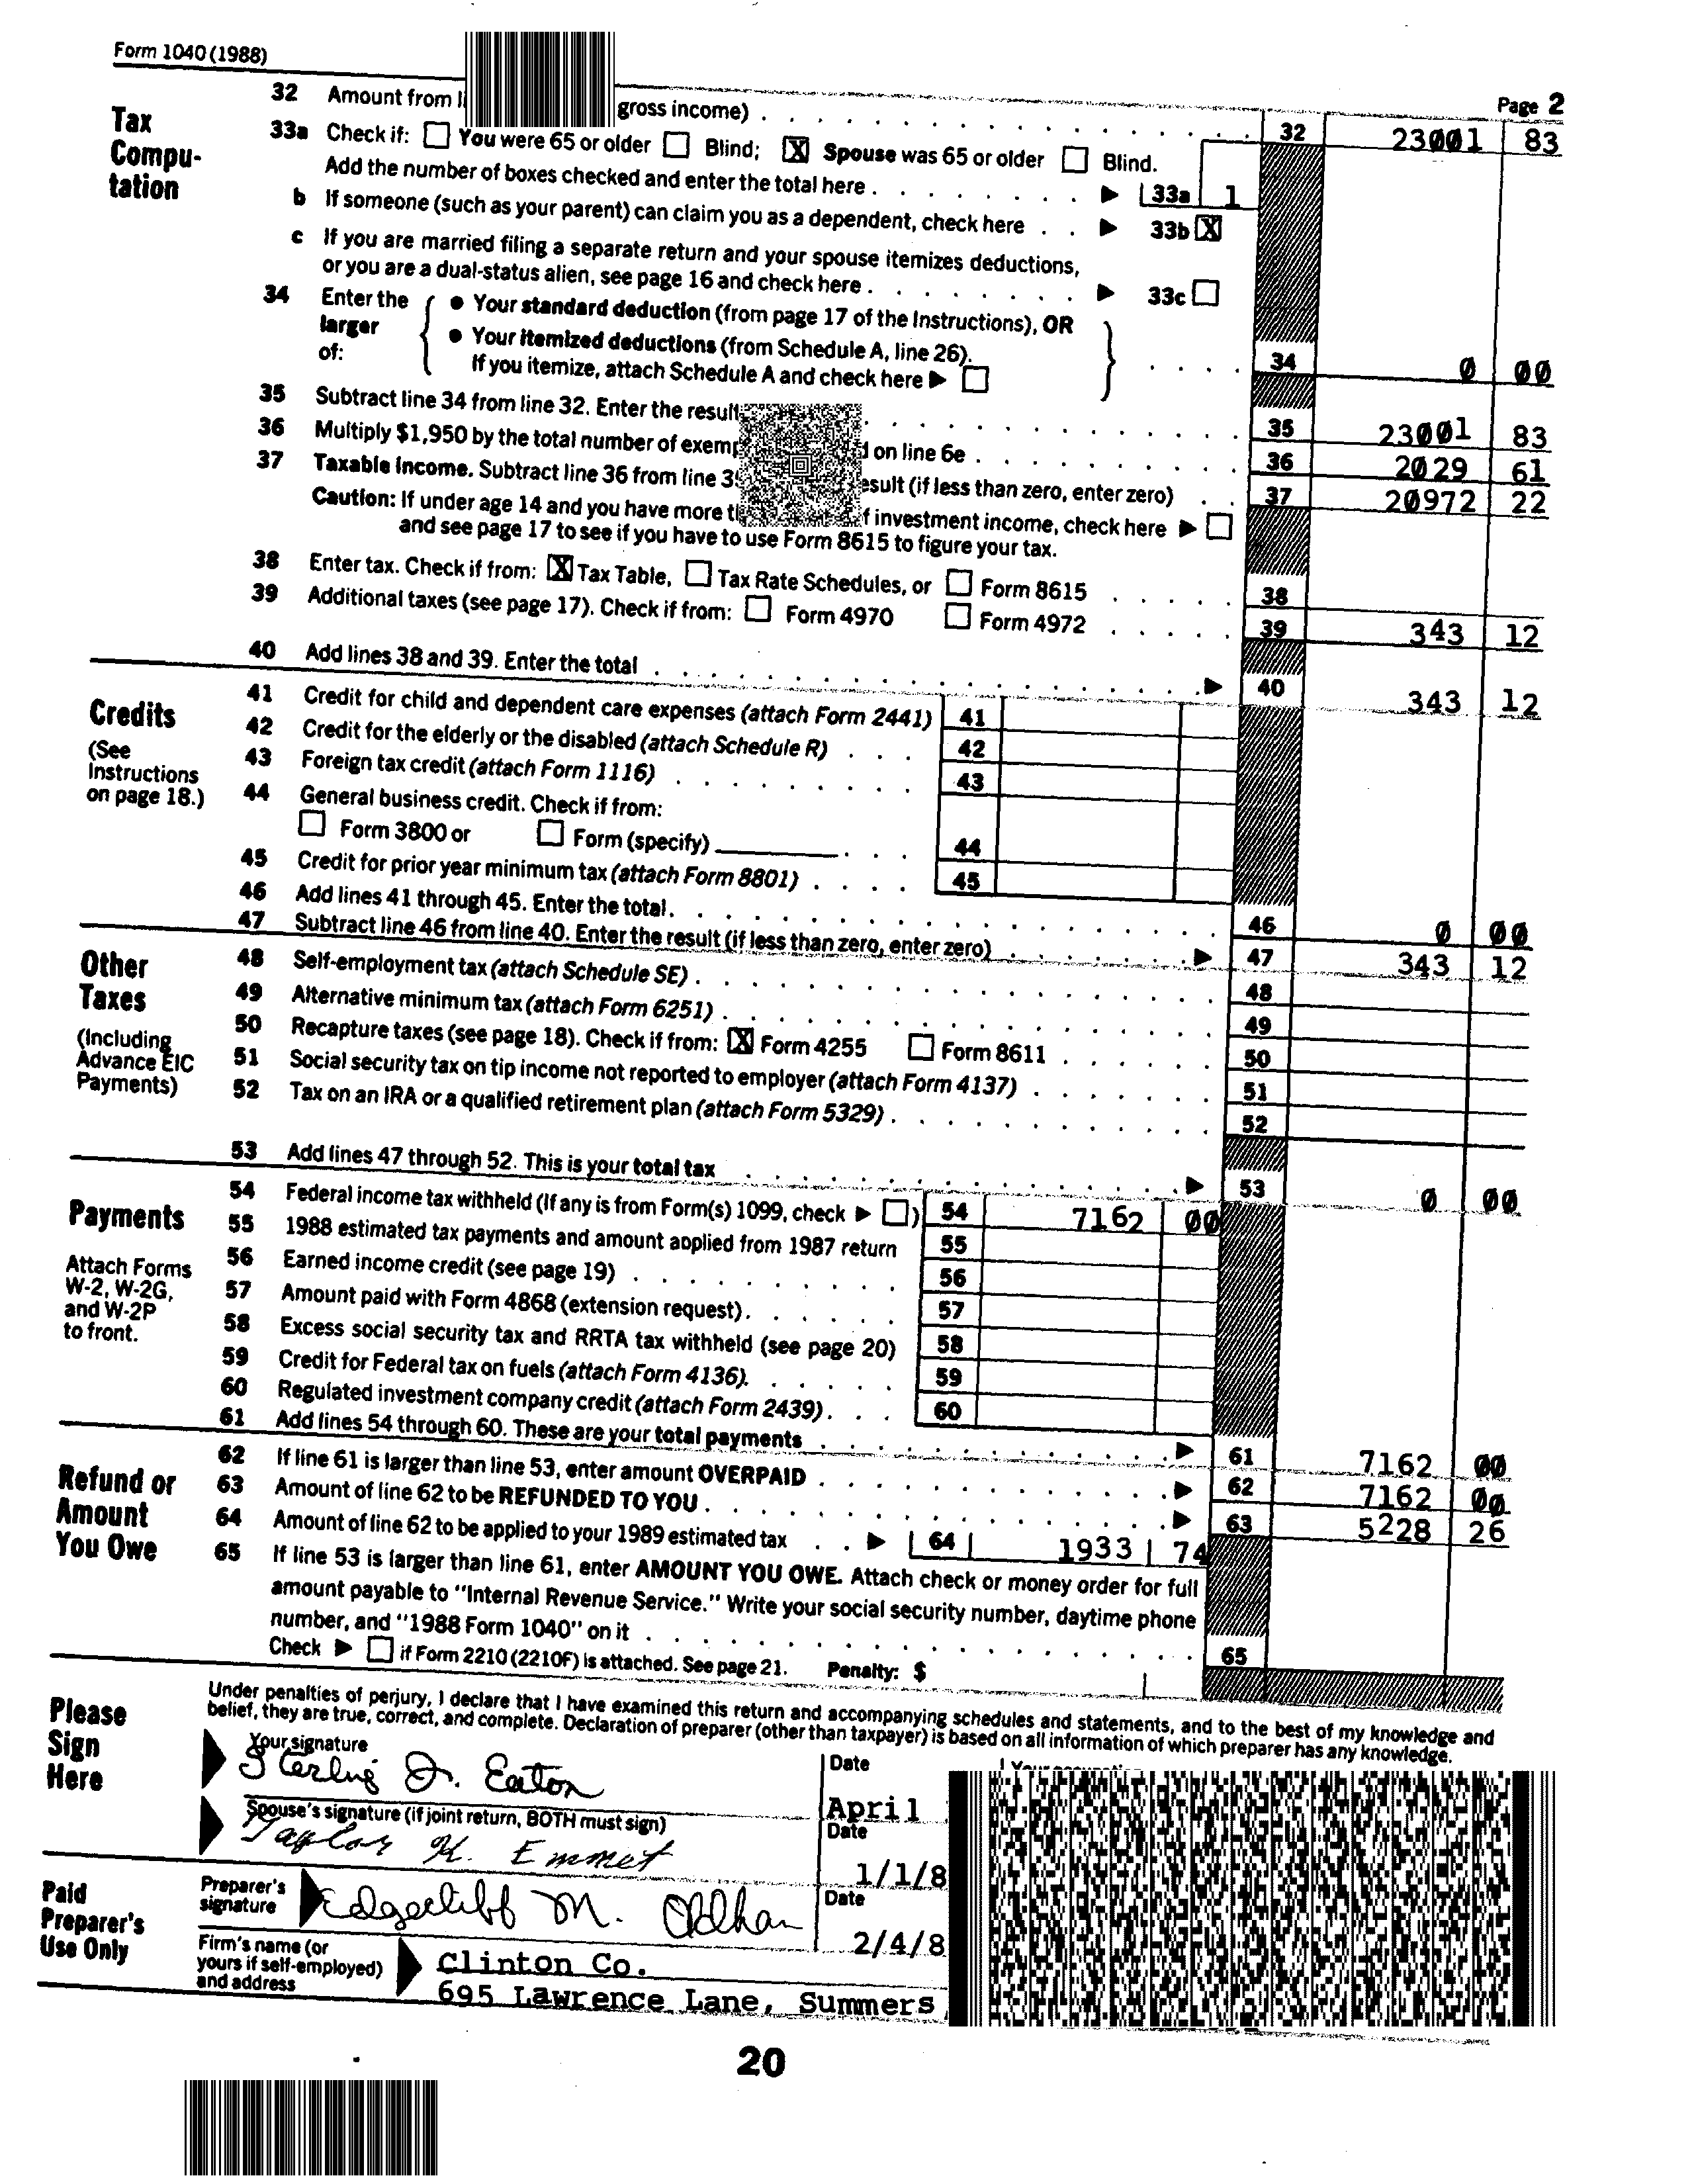 Form 1040 (1988)
Page 2
Tax Computation
32 Amount from gross income) 32 23001 83
33a Check if: You were 65 or older Blind; X Spouse was 65 or older Blind.
Add the number of boxes checked and enter the total here 33a 1
b If someone (such as your parent) can claim you as a dependent, check here 33b X
c If you are married filing a separate return and your spouse itemizes deductions,
or you are a dual-status alien, see page 16 and check here 33c
34 Enter the larger of:
• Your standard deduction (from page 17 of the Instructions), OR
• Your itemized deductions (from Schedule A, line 26).
If you itemize, attach Schedule A and check here 34 0 00
35 Subtract line 34 from line 32. Enter the result 35 23001 83
36 Multiply $1,950 by the total number of on line 6e 36 2029 61
37 Taxable income. Subtract line 36 from line (if less than zero, enter zero) 37 20972 22
Caution: If under age 14 and you have more investment income, check here
and see page 17 to see if you have to use Form 8615 to figure your tax.
38 Enter tax. Check if from: X Tax Table, Tax Rate Schedules, or Form 8615 38
39 Additional taxes (see page 17). Check if from: Form 4970 Form 4972 39 343 12
40 Add lines 38 and 39. Enter the total 40 343 12
Credits
(See Instructions on page 18.)
41 Credit for child and dependent care expenses (attach Form 2441) 41
42 Credit for the elderly or the disabled (attach Schedule R) 42
43 Foreign tax credit (attach Form 1116) 43
44 General business credit. Check if from:
Form 3800 or Form (specify) 44
45 Credit for prior year minimum tax (attach Form 8801) 45
46 Add lines 41 through 45. Enter the total. 46 0 00
47 Subtract line 46 from line 40. Enter the result (if less than zero, enter zero) 47 343 12
Other Taxes
(Including Advance EIC Payments)
48 Self-employment tax (attach Schedule SE) 48
49 Alternative minimum tax (attach Form 6251) 49
50 Recapture taxes (see page 18). Check if from: X Form 4255 Form 8611 50
51 Social security tax on tip income not reported to employer (attach Form 4137) 51
52 Tax on an IRA or a qualified retirement plan (attach Form 5329) 52
53 Add lines 47 through 52. This is your total tax 53 0 00
Payments
Attach Forms W-2, W-2G, and W-2P to front.
54 Federal income tax withheld (If any is from Form(s) 1099, check ) 54 7162 00
55 1988 estimated tax payments and amount applied from 1987 return 55
56 Earned income credit (see page 19) 56
57 Amount paid with Form 4868 (extension request) 57
58 Excess social security tax and RRTA tax withheld (see page 20) 58
59 Credit for Federal tax on fuels (attach Form 4136) 59
60 Regulated investment company credit (attach Form 2439) 60
61 Add lines 54 through 60. These are your total payments 61 7162 00
Refund or Amount You Owe
62 If line 61 is larger than line 53, enter amount OVERPAID 62 7162 00
63 Amount of line 62 to be REFUNDED TO YOU 63 5228 26
64 Amount of line 62 to be applied to your 1989 estimated tax 64 1933 74
65 If line 53 is larger than line 61, enter AMOUNT YOU OWE. Attach check or money order for full
amount payable to "Internal Revenue Service." Write your social security number, daytime phone
number, and "1988 Form 1040" on it 65
Check if Form 2210 (2210F) is attached. See page 21. Penalty: $
Please Sign Here
Under penalties of perjury, I declare that I have examined this return and accompanying schedules and statements, and to the best of my knowledge and
belief, they are true, correct, and complete. Declaration of preparer (other than taxpayer) is based on all information of which preparer has any knowledge.
Your signature Date
Sterling Jr. Eaton April
Spouse's signature (if joint return, BOTH must sign) Date
Taylor K. Emmet 1/1/8
Paid Preparer's Use Only
Preparer's signature Edgecliff M. Oldham Date
2/4/8
Firm's name (or yours if self-employed) and address
Clinton Co.
695 Lawrence Lane, Summers
20